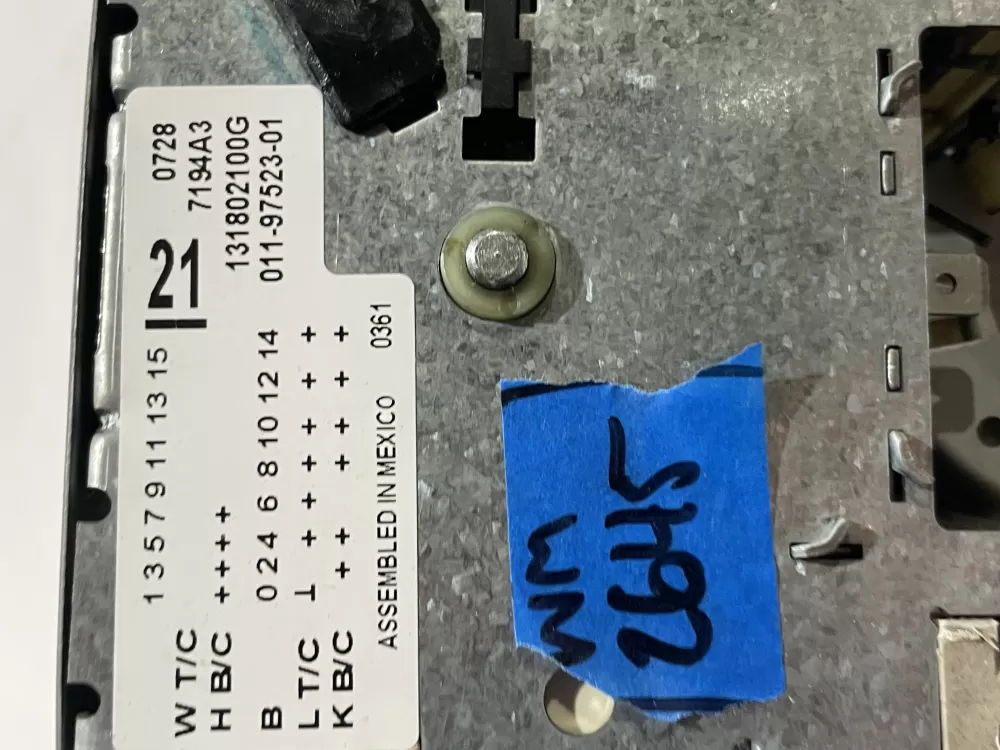 0728
7194A3
131802100G
011-97523-01
21
1 3 5 7 9 11 13 15
W T/C
H B/C + + + +
B 0 2 4 6 8 10 12 14
L T/C ⊥ + + + + + +
K B/C + + + + + +
ASSEMBLED IN MEXICO 0361
WM
2645